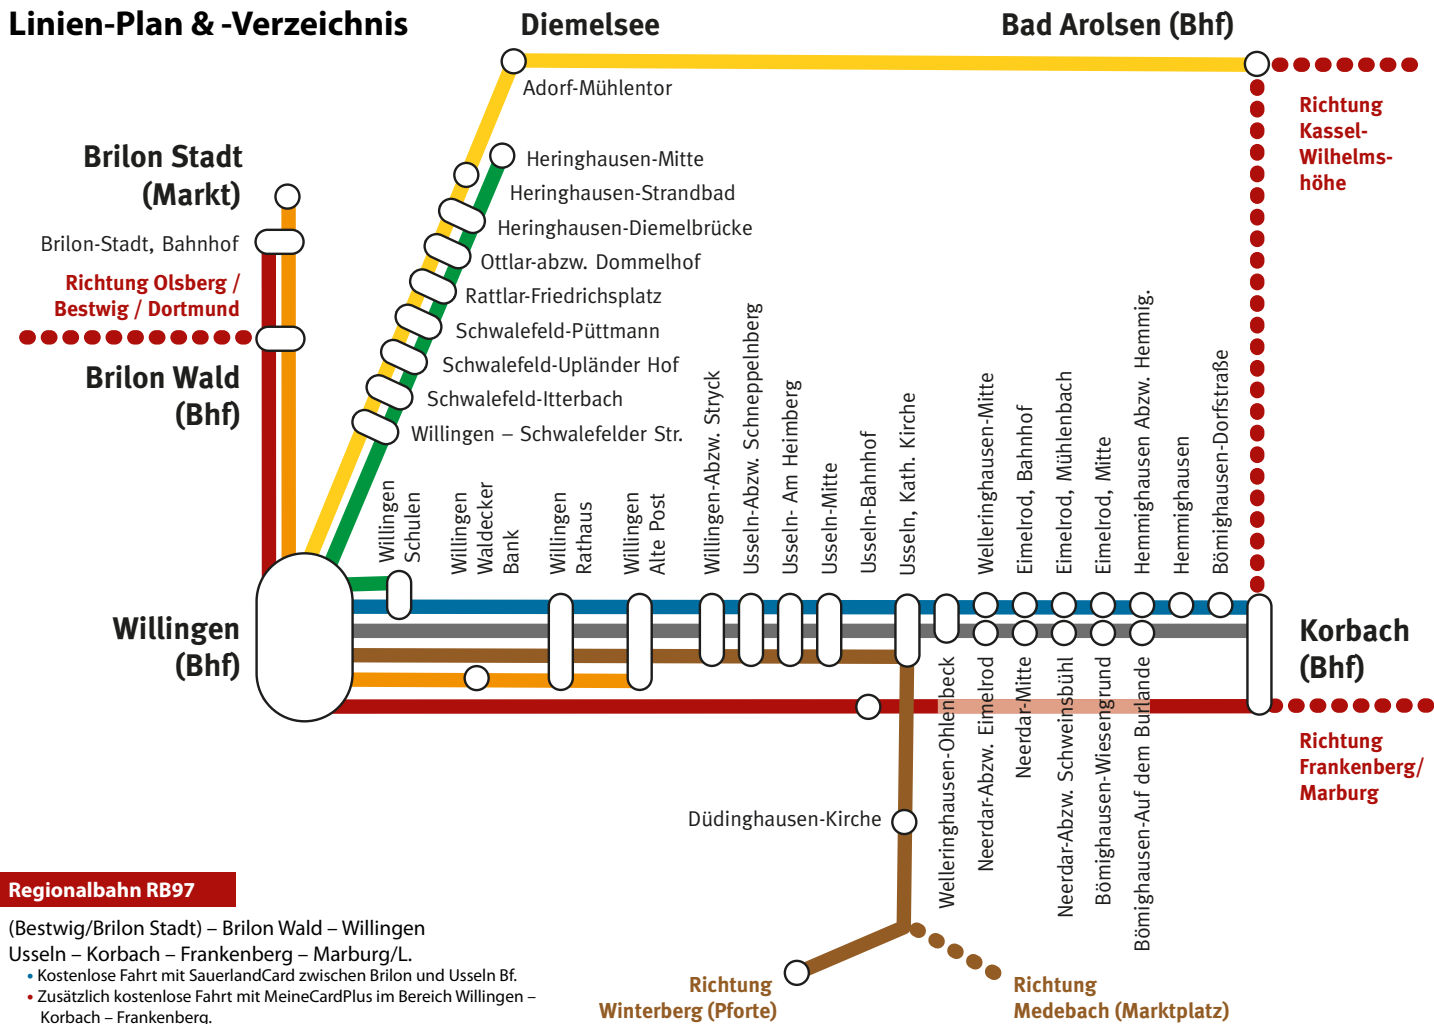 Linien-Plan & -Verzeichnis
Diemelsee
Bad Arolsen (Bhf)
Adorf-Mühlentor
Richtung
Kassel-
Wilhelms-
höhe
Brilon Stadt
(Markt)
Heringhausen-Mitte
Heringhausen-Strandbad
Heringhausen-Diemelbrücke
Ottlar-abzw. Dommelhof
Rattlar-Friedrichsplatz
Schwalefeld-Püttmann
Schwalefeld-Upländer Hof
Schwalefeld-Itterbach
Willingen – Schwalefelder Str.
Brilon-Stadt, Bahnhof
Richtung Olsberg /
Bestwig / Dortmund
Brilon Wald
(Bhf)
Willingen
Schulen
Willingen
Waldecker
Bank
Willingen
Rathaus
Willingen
Alte Post
Willingen-Abzw. Stryck
Usseln-Abzw. Schneppelnberg
Usseln- Am Heimberg
Usseln-Mitte
Usseln-Bahnhof
Usseln, Kath. Kirche
Welleringhausen-Mitte
Eimelrod, Bahnhof
Eimelrod, Mühlenbach
Eimelrod, Mitte
Hemmighausen Abzw. Hemmig.
Hemmighausen
Bömighausen-Dorfstraße
Willingen
(Bhf)
Korbach
(Bhf)
Welleringhausen-Ohlenbeck
Neerdar-Abzw. Eimelrod
Neerdar-Mitte
Neerdar-Abzw. Schweinsbühl
Bömighausen-Wiesengrund
Bömighausen-Auf dem Burlande
Richtung
Frankenberg/
Marburg
Düdinghausen-Kirche
Richtung
Winterberg (Pforte)
Richtung
Medebach (Marktplatz)
Regionalbahn RB97
(Bestwig/Brilon Stadt) – Brilon Wald – Willingen
Usseln – Korbach – Frankenberg – Marburg/L.
• Kostenlose Fahrt mit SauerlandCard zwischen Brilon und Usseln Bf.
• Zusätzlich kostenlose Fahrt mit MeineCardPlus im Bereich Willingen –
Korbach – Frankenberg.